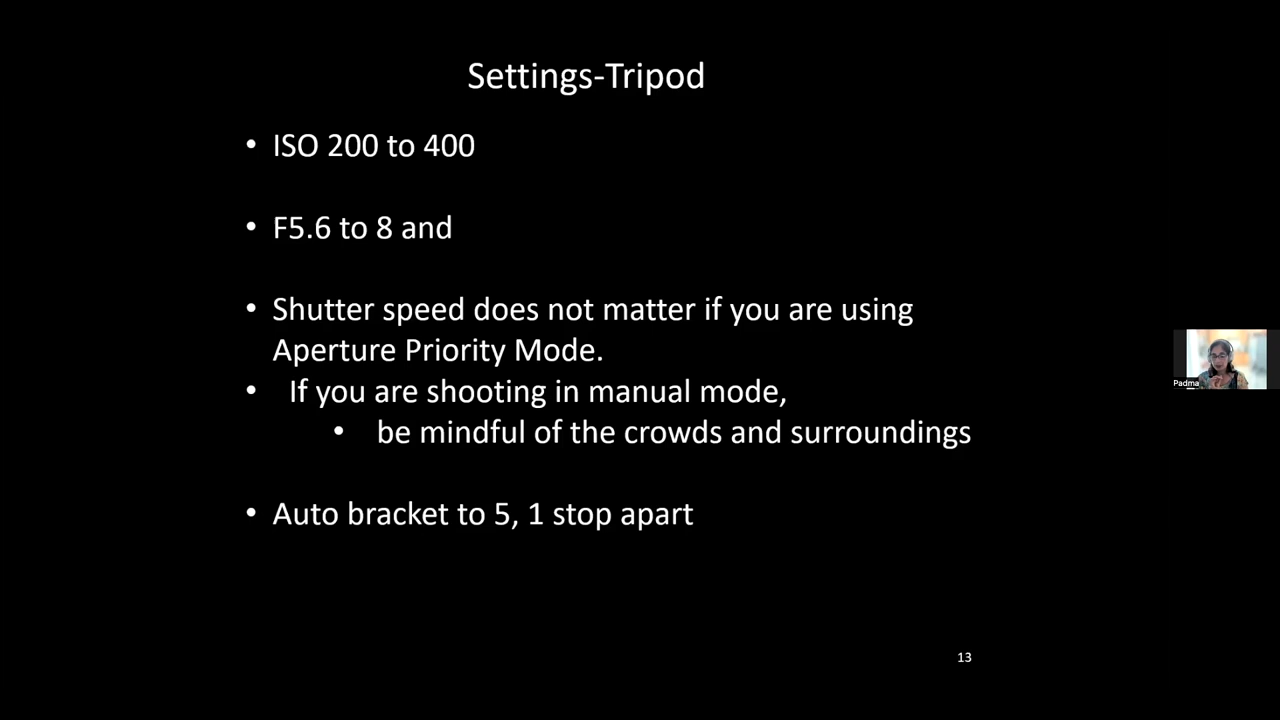 Settings-Tripod
• ISO 200 to 400
• F5.6 to 8 and
• Shutter speed does not matter if you are using
Aperture Priority Mode.
• If you are shooting in manual mode,
• be mindful of the crowds and surroundings
• Auto bracket to 5, 1 stop apart
Padma
13